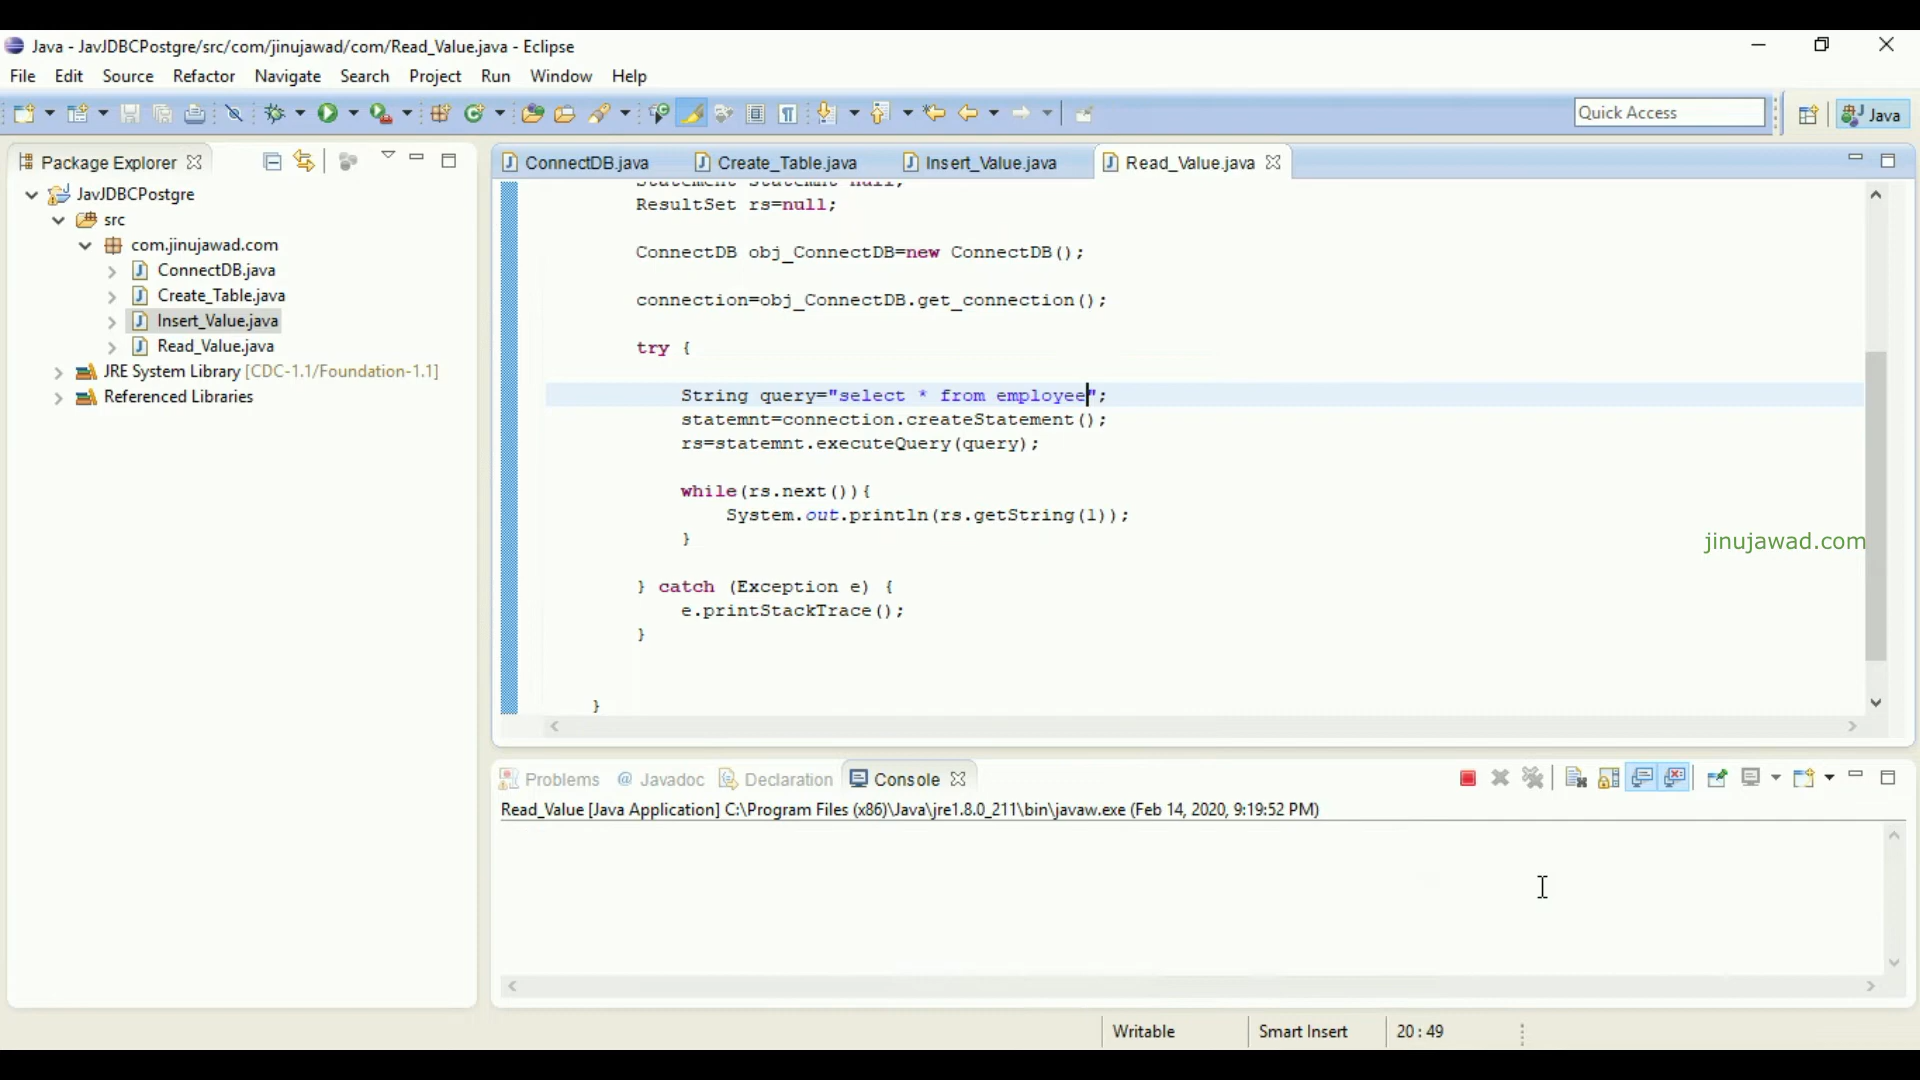 Java - JavJDBCPostgre/src/com/jinujawad/com/Read_Value.java - Eclipse
File Edit Source Refactor Navigate Search Project Run Window Help
Quick Access
Java
Package Explorer
JavJDBCPostgre
src
com.jinujawad.com
ConnectDB.java
Create_Table.java
Insert_Value.java
Read_Value.java
JRE System Library [CDC-1.1/Foundation-1.1]
Referenced Libraries
ConnectDB.java Create_Table.java Insert_Value.java Read_Value.java
Statement statemnt null;
ResultSet rs=null;
ConnectDB obj_ConnectDB=new ConnectDB();
connection=obj_ConnectDB.get_connection();
try {
String query="select * from employee";
statemnt=connection.createStatement();
rs=statemnt.executeQuery(query);
while(rs.next()){
System.out.println(rs.getString(1));
}
} catch (Exception e) {
e.printStackTrace();
}
}
jinujawad.com
Problems @ Javadoc Declaration Console
Read_Value [Java Application] C:\Program Files (x86)\Java\jre1.8.0_211\bin\javaw.exe (Feb 14, 2020, 9:19:52 PM)
Writable Smart Insert 20 : 49